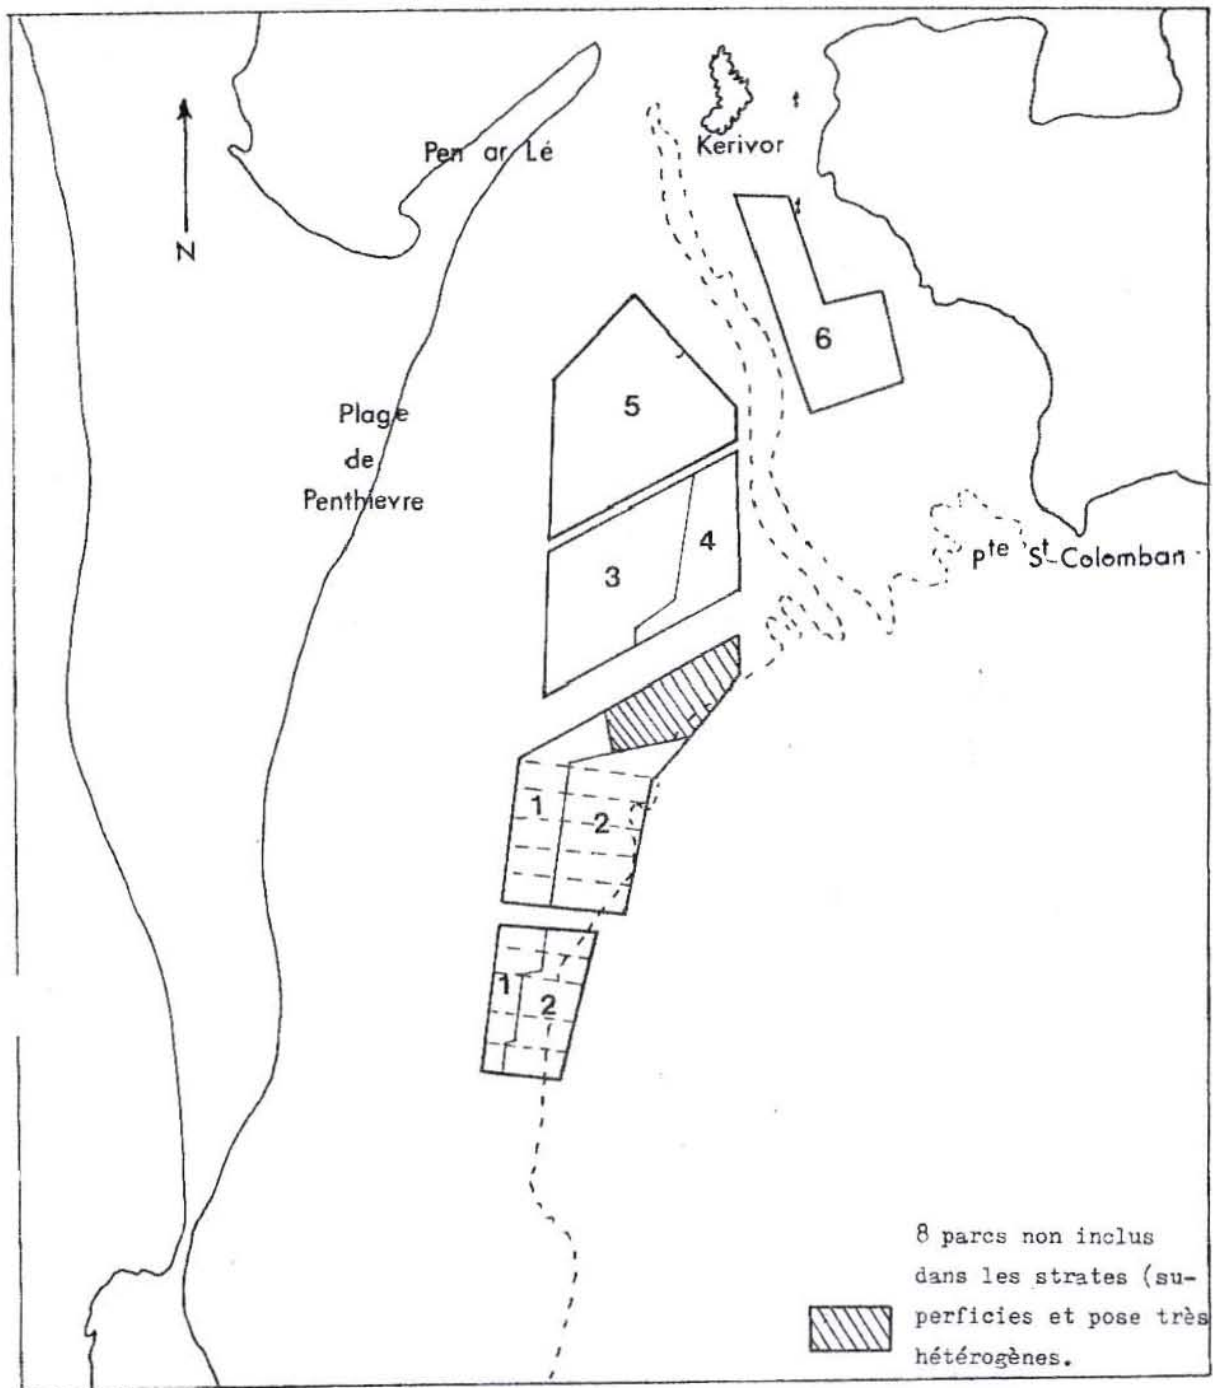 Pen ar Lé
Kerivor
N
6
5
Plage
de
Penthievre
4
3
Pte St-Colomban
1
2
1
2
8 parcs non inclus
dans les strates (su-
perficies et pose très
hétérogènes.